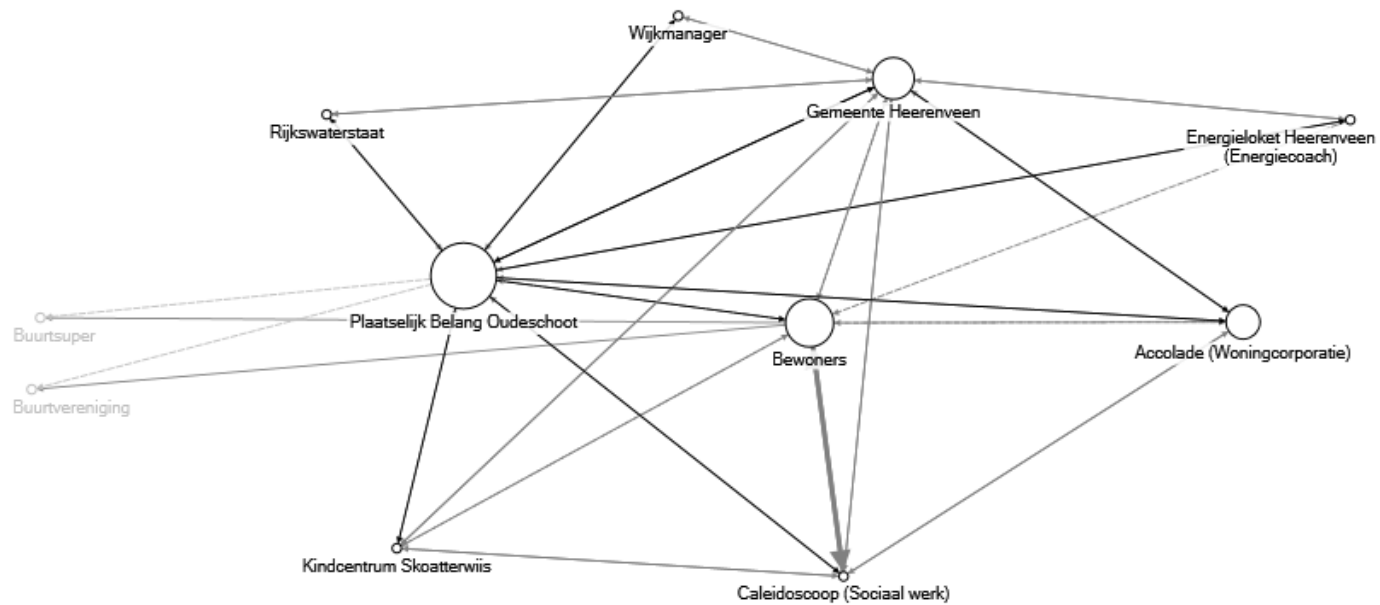 Wijkmanager
Gemeente Heerenveen
Rijkswaterstaat
Energieloket Heerenveen
(Energiecoach)
Buurtsuper
Plaatselijk Belang Oudeschoot
Bewoners
Accolade (Woningcorporatie)
Buurtvereniging
Kindcentrum Skoatterwiis
Caleidoscoop (Sociaal werk)